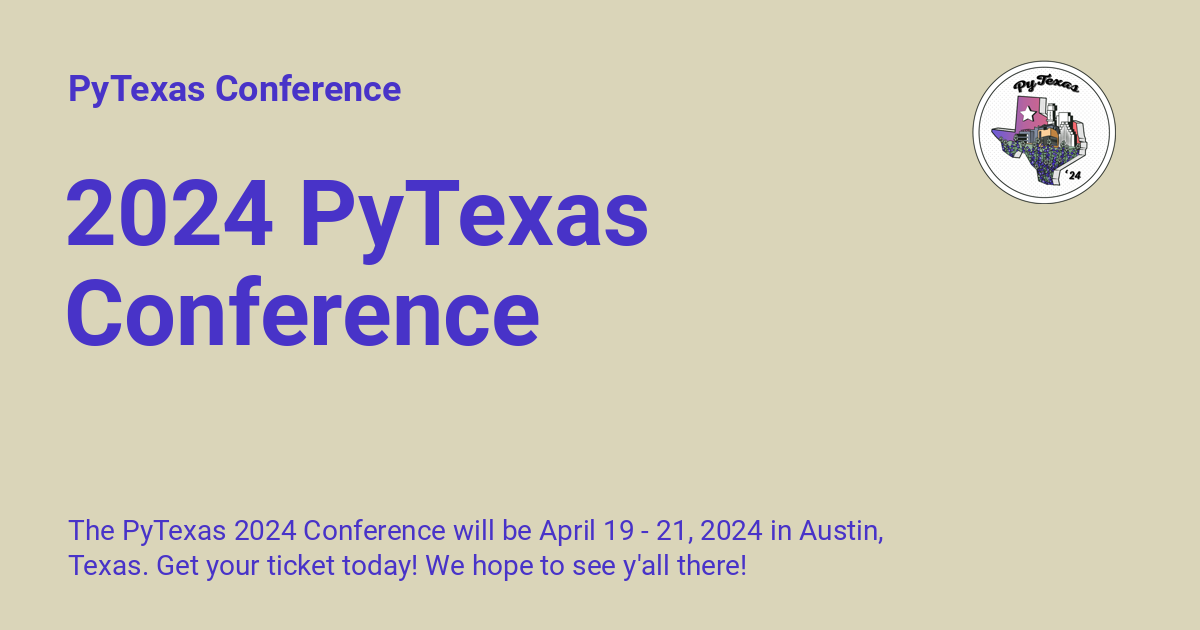 PyTexas Conference
PyTexas
'24
2024 PyTexas
Conference
The PyTexas 2024 Conference will be April 19 - 21, 2024 in Austin,
Texas. Get your ticket today! We hope to see y'all there!